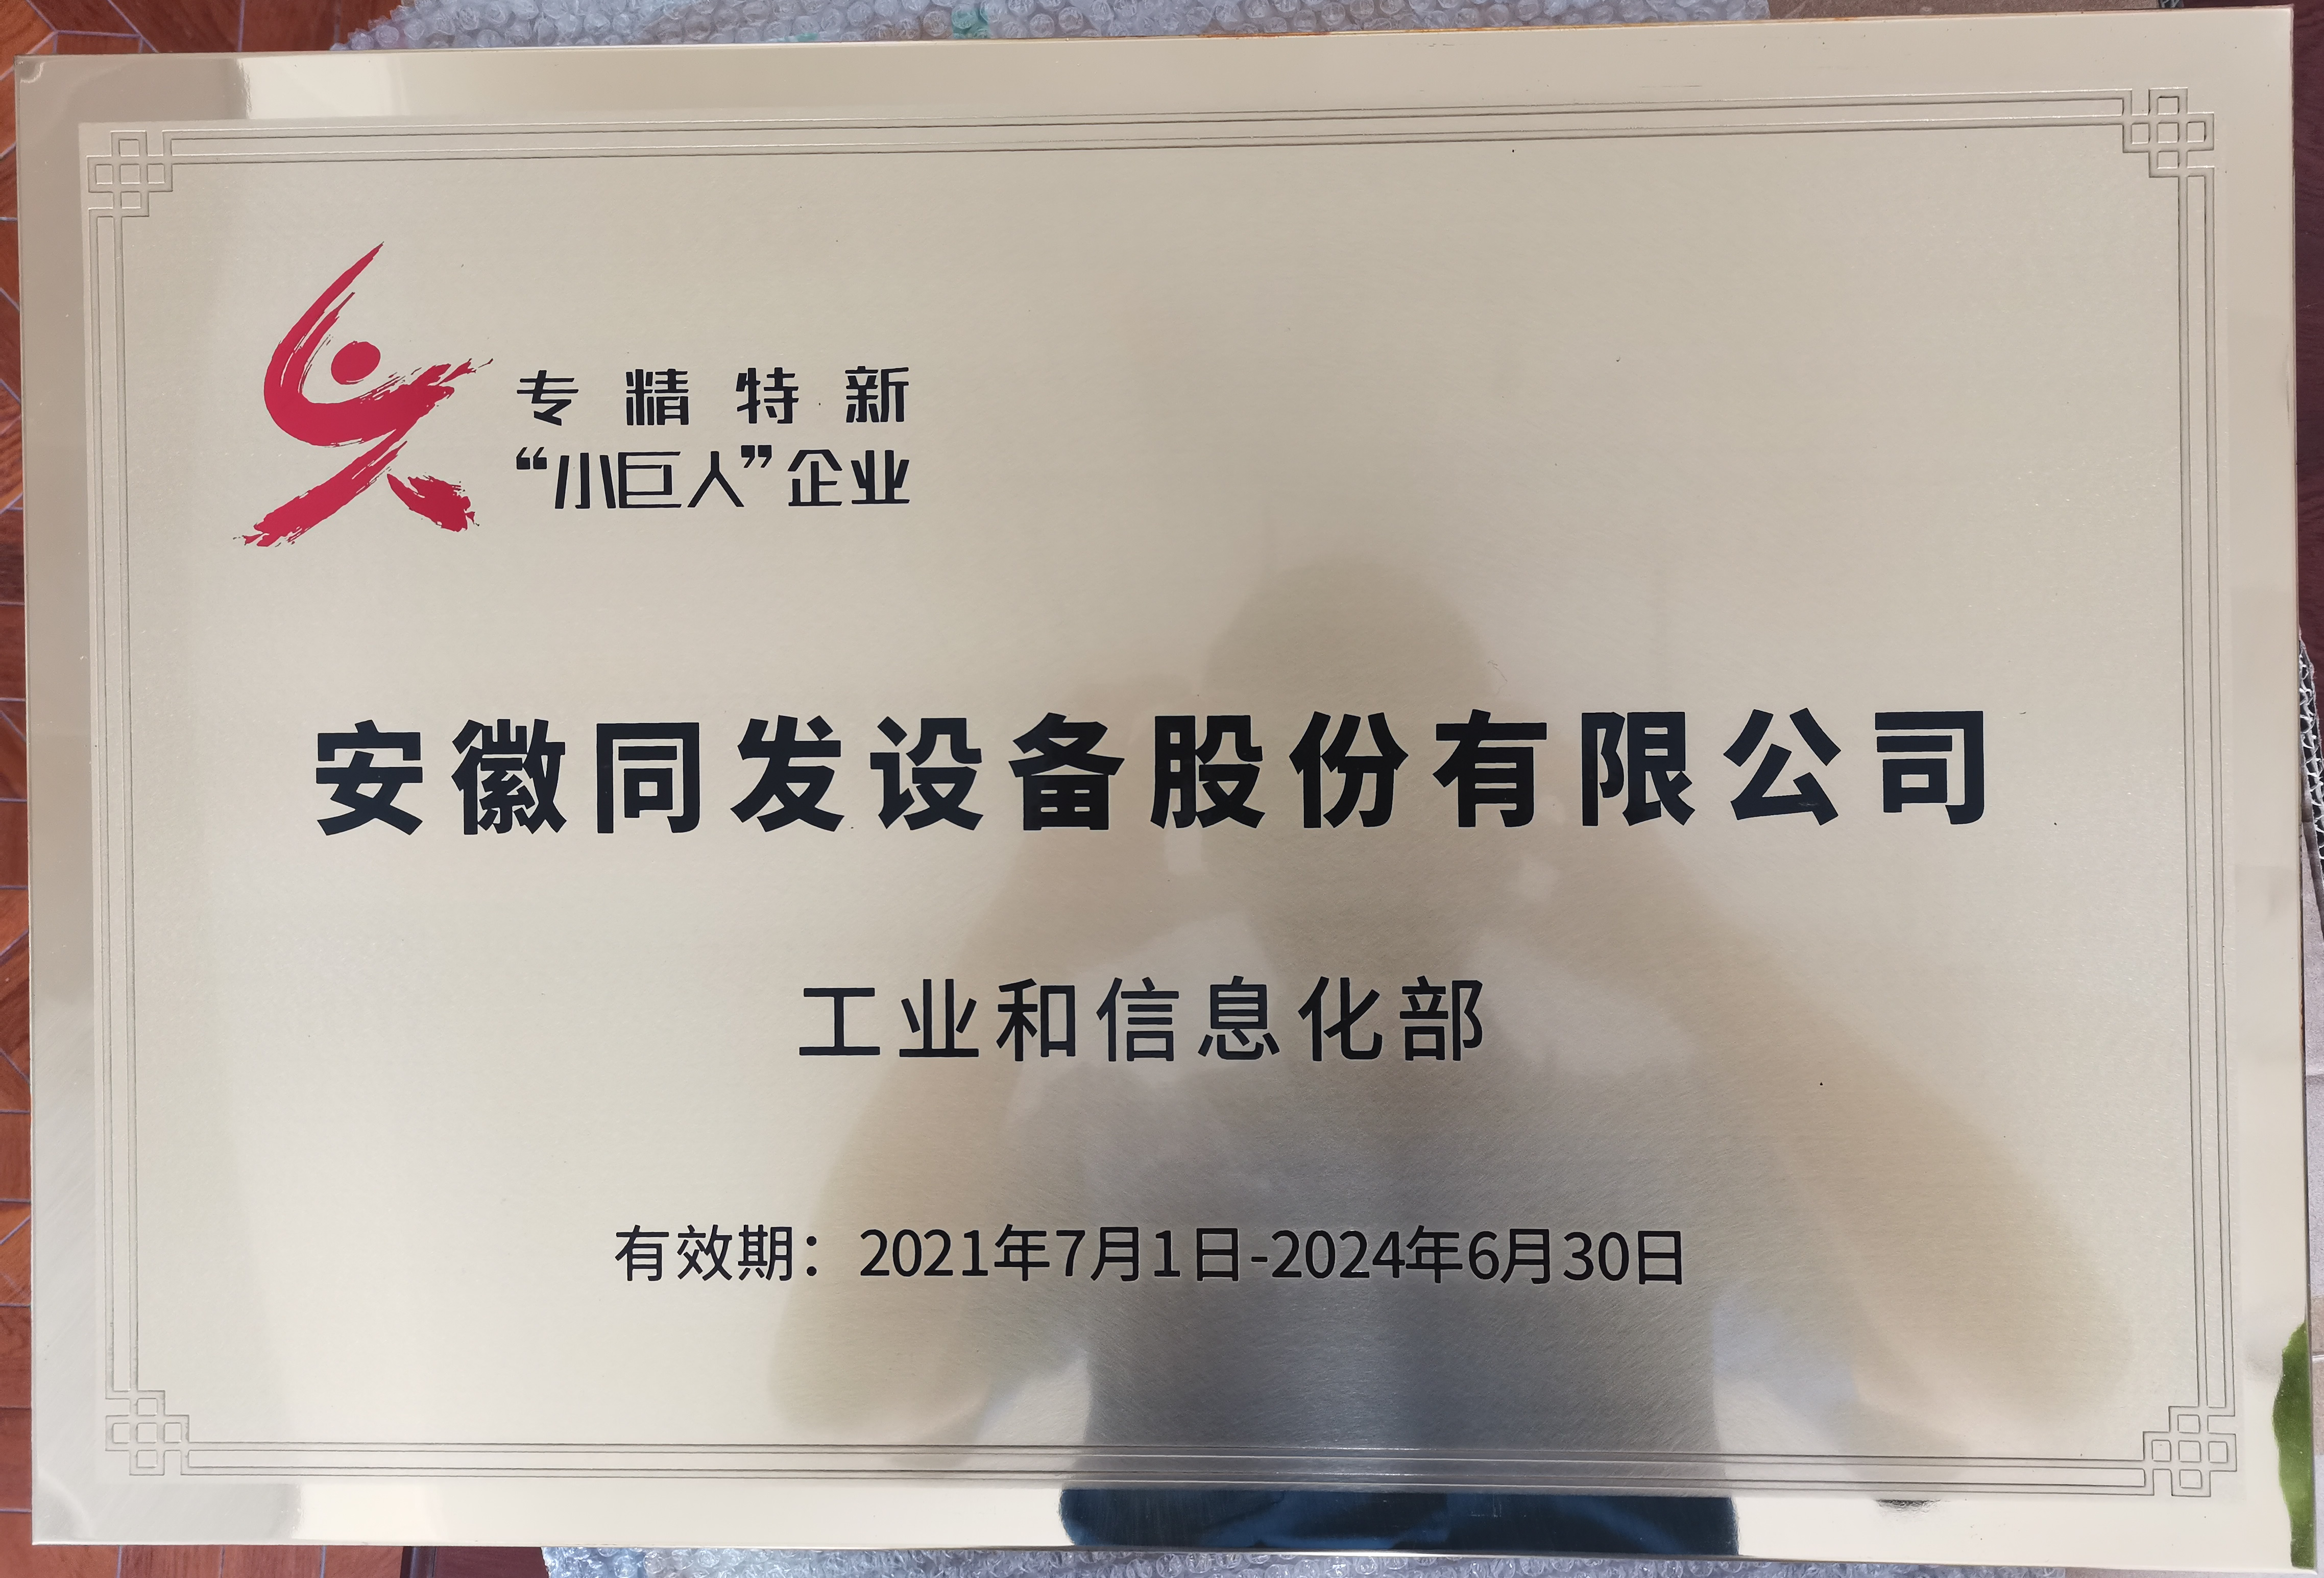 专精特新
“小巨人”企业
安徽同发设备股份有限公司
工业和信息化部
有效期：2021年7月1日-2024年6月30日